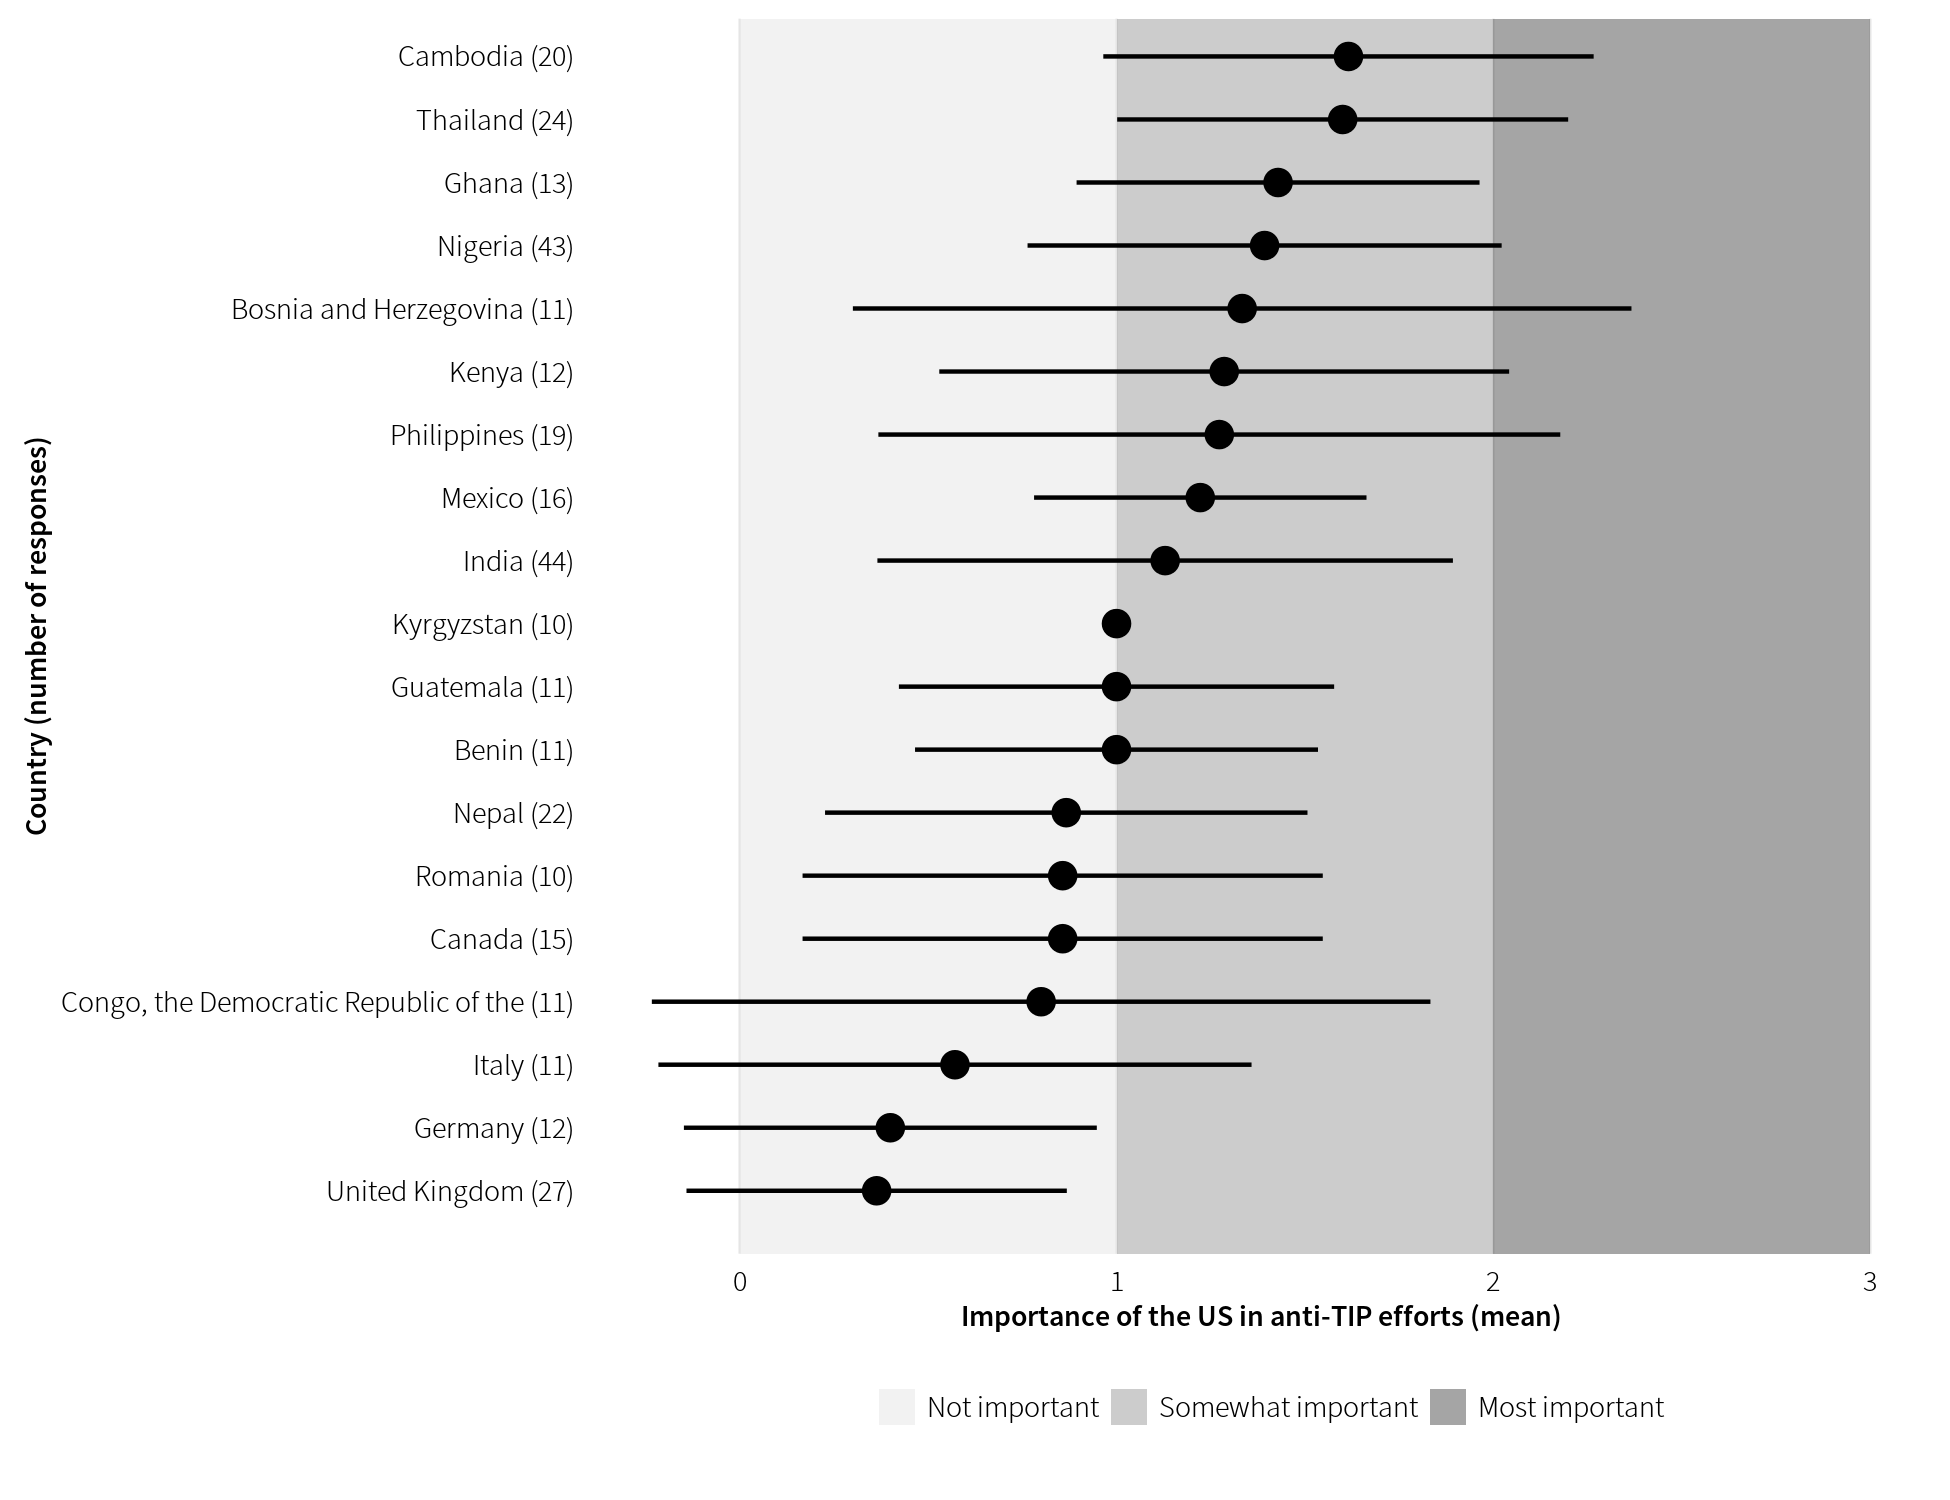 Cambodia (20)
Thailand (24)
Ghana (13)
Nigeria (43)
Bosnia and Herzegovina (11)
Kenya (12)
Philippines (19)
Mexico (16)
India (44)
Kyrgyzstan (10)
Guatemala (11)
Benin (11)
Nepal (22)
Romania (10)
Canada (15)
Congo, the Democratic Republic of the (11)
Italy (11)
Germany (12)
United Kingdom (27)
Country (number of responses)
0 1 2 3
Importance of the US in anti-TIP efforts (mean)
Not important Somewhat important Most important